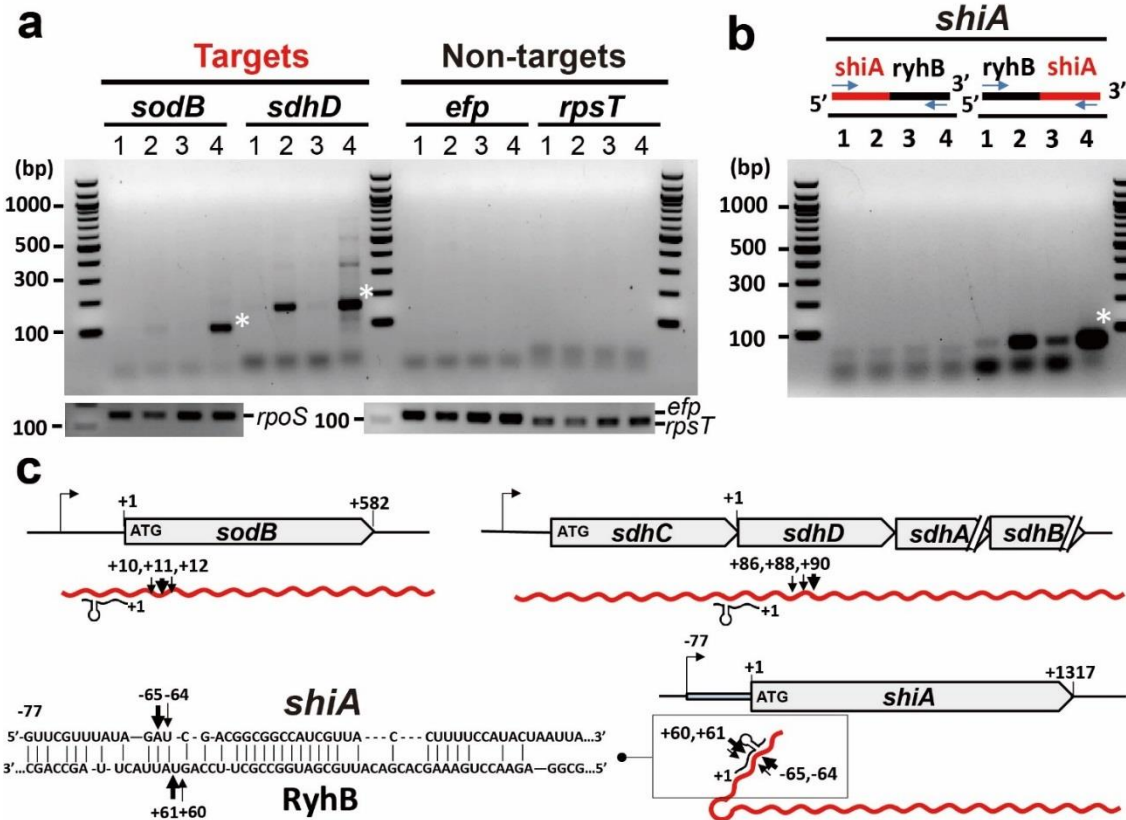 a
Targets
Non-targets
sodB sdhD efp rpsT
1 2 3 4 1 2 3 4 1 2 3 4 1 2 3 4
(bp)
1000
500
300
100
*
*
100
rpoS
100
efp
rpsT
b
shiA
shiA ryhB 3’ ryhB shiA
5’ 5’ 3’
1 2 3 4 1 2 3 4
(bp)
1000
500
300
100
*
c
+1 +582
ATG sodB
+10,+11,+12
+1
+1
ATG sdhC sdhD sdhA sdhB
+86,+88,+90
+1
-77 +1 +1317
ATG shiA
+60,+61
+1
-65,-64
shiA
-65 -64
-77
5’-GUUCGUUUAUA—GAU-C-G-ACGGCGGCCAUCGUUA---C---CUUUUCCAUACUAAUUA...3’
3’...CGACCGA-U-UCAUUAUGACCU-UCGCCGGUAGCGUUACAGCACGAAAGUCCAAGA—GGCG...5’
RyhB
+61+60